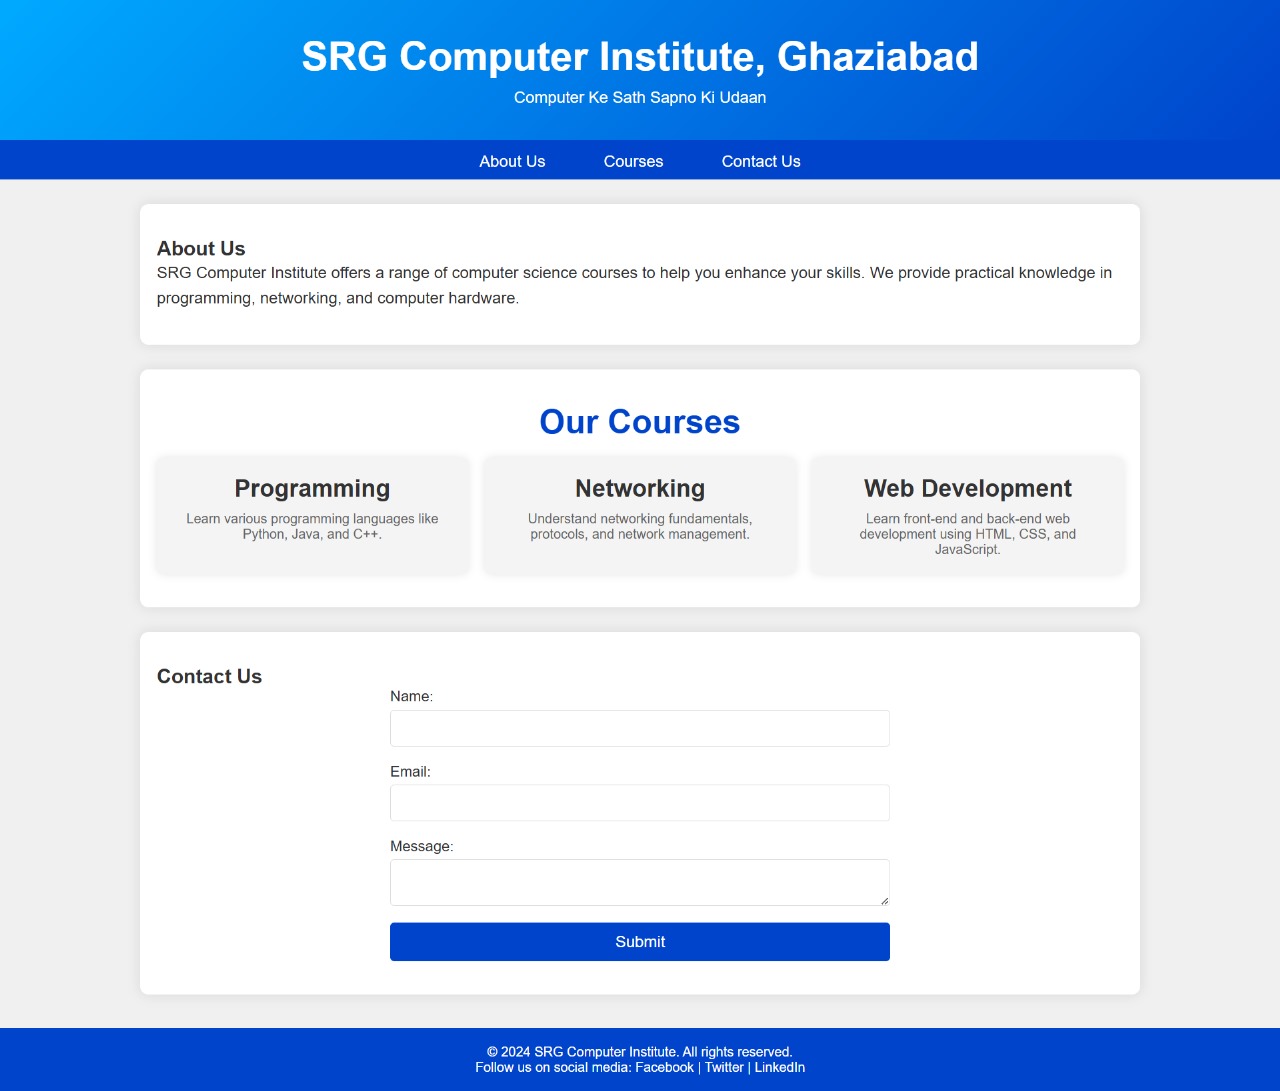 SRG Computer Institute, Ghaziabad
Computer Ke Sath Sapno Ki Udaan
About Us
Courses
Contact Us
About Us
SRG Computer Institute offers a range of computer science courses to help you enhance your skills. We provide practical knowledge in
programming, networking, and computer hardware.
Our Courses
Programming
Learn various programming languages like
Python, Java, and C++.
Networking
Understand networking fundamentals,
protocols, and network management.
Web Development
Learn front-end and back-end web
development using HTML, CSS, and
JavaScript.
Contact Us
Name:
Email:
Message:
Submit
© 2024 SRG Computer Institute. All rights reserved.
Follow us on social media: Facebook | Twitter | LinkedIn